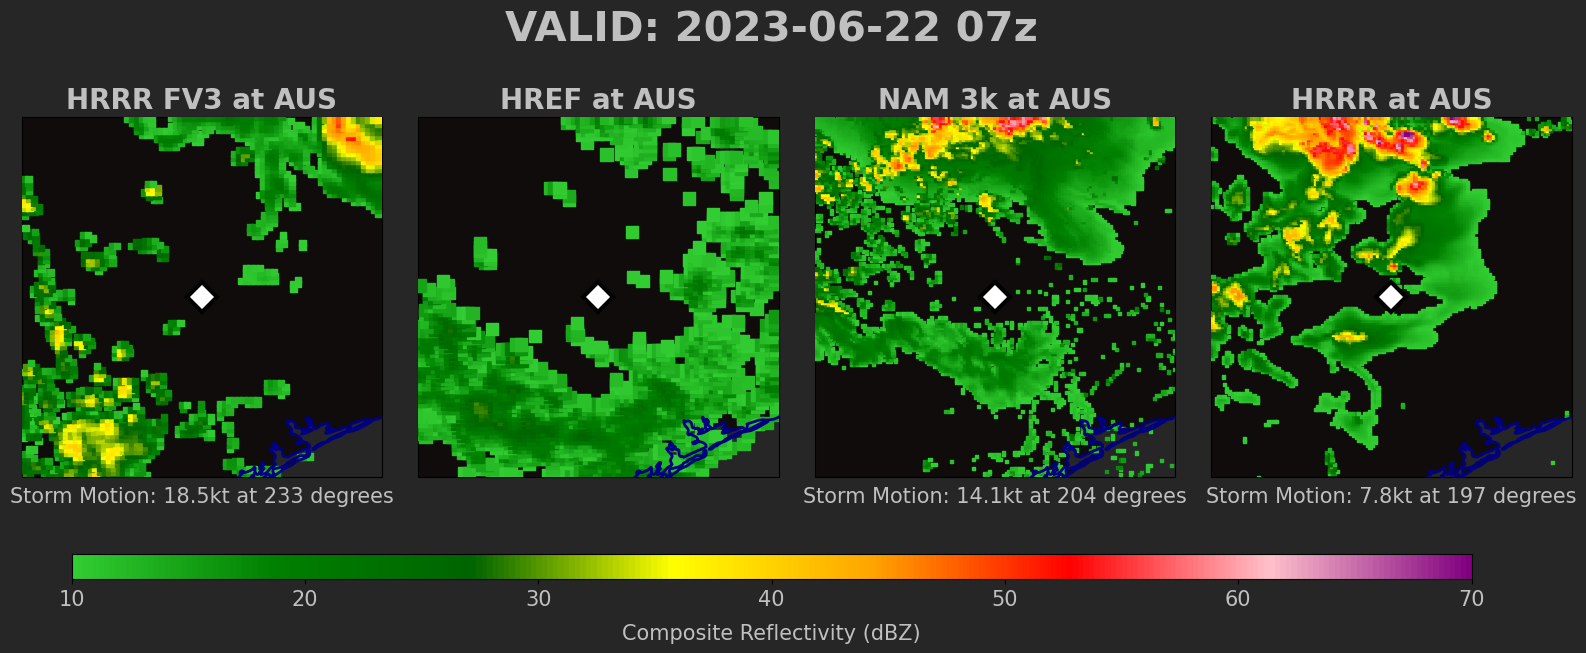 VALID: 2023-06-22 07z
HRRR FV3 at AUS
HREF at AUS
NAM 3k at AUS
HRRR at AUS
Storm Motion: 18.5kt at 233 degrees
Storm Motion: 14.1kt at 204 degrees
Storm Motion: 7.8kt at 197 degrees
10 20 30 40 50 60 70
Composite Reflectivity (dBZ)